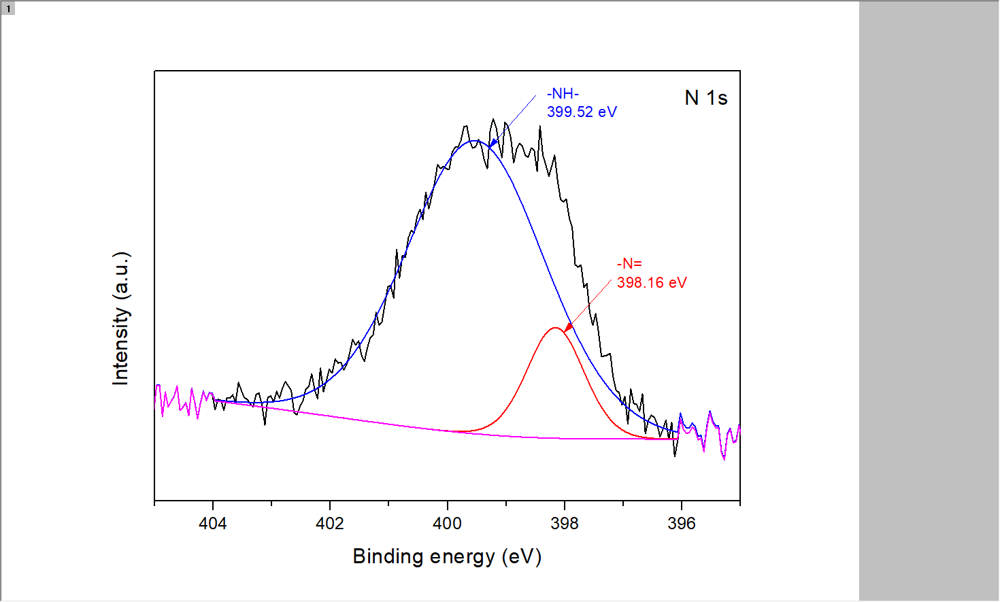 1
N 1s
-NH-
399.52 eV
-N=
398.16 eV
Intensity (a.u.)
404 402 400 398 396
Binding energy (eV)